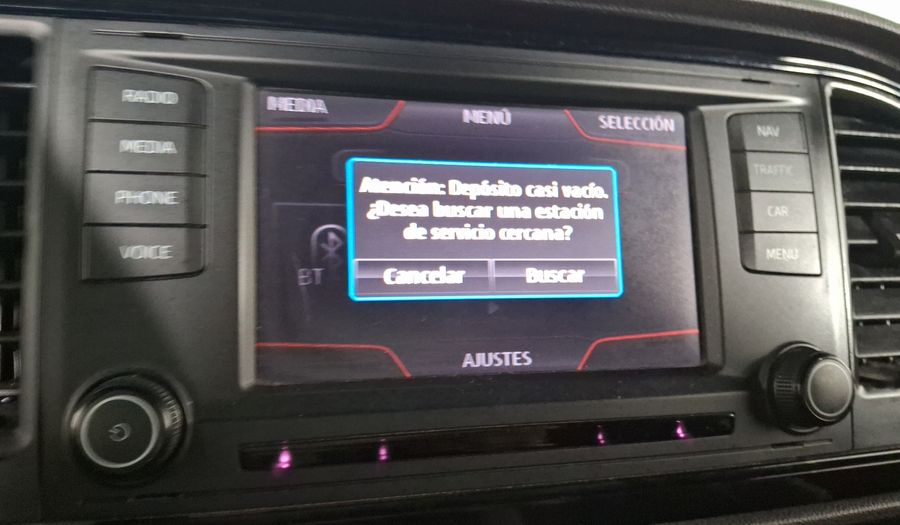 RADIO
MEDIA
PHONE
VOICE
MEDIA
MENÚ
SELECCIÓN
Atención: Depósito casi vacío.
¿Desea buscar una estación
de servicio cercana?
Cancelar
Buscar
BT
AJUSTES
NAV
TRAFFIC
CAR
MENU